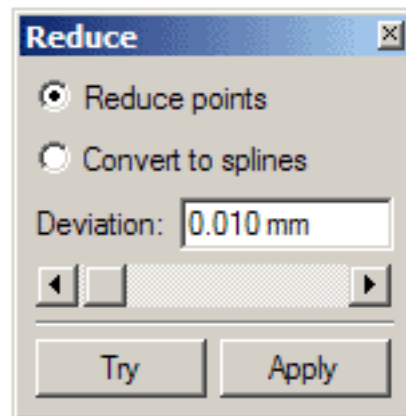 Reduce
Reduce points
Convert to splines
Deviation: 0.010 mm
Try Apply